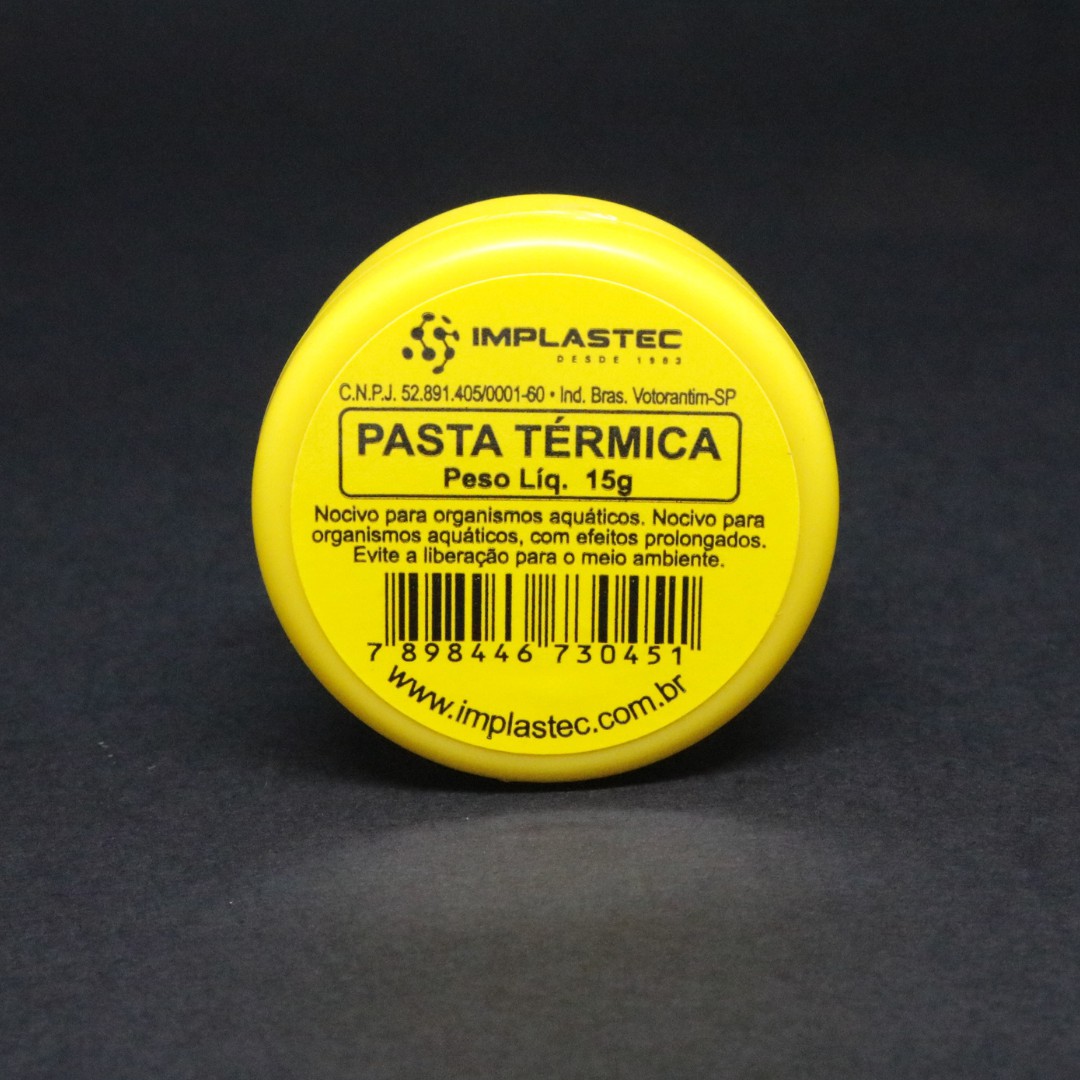 IMPLASTEC
DESDE 1983
C.N.P.J. 52.891.405/0001-60 • Ind. Bras. Votorantim-SP
PASTA TÉRMICA
Peso Líq. 15g
Nocivo para organismos aquáticos. Nocivo para
organismos aquáticos, com efeitos prolongados.
Evite a liberação para o meio ambiente.
7 898446 730451
www.implastec.com.br